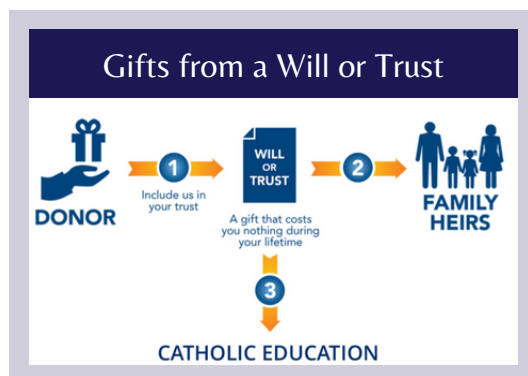 Gifts from a Will or Trust
1
WILL
OR
TRUST
2
DONOR
Include us in
your trust
A gift that costs
you nothing during
your lifetime
FAMILY
HEIRS
3
CATHOLIC EDUCATION